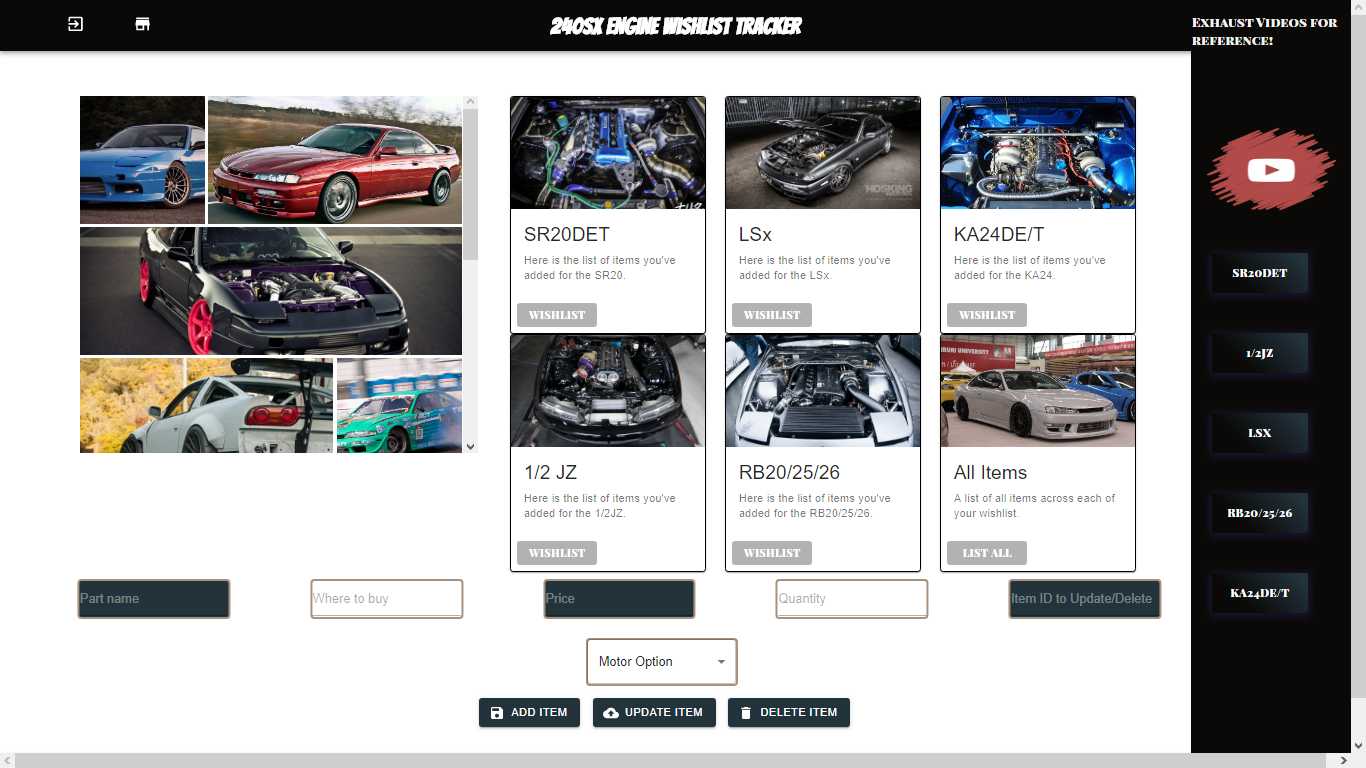 240SX ENGINE WISHLIST TRACKER
EXHAUST VIDEOS FOR
REFERENCE!
HOSKING
SR20DET
Here is the list of items you've
added for the SR20.
WISHLIST
LSx
Here is the list of items you've
added for the LSx.
WISHLIST
KA24DE/T
Here is the list of items you've
added for the KA24.
WISHLIST
1/2 JZ
Here is the list of items you've
added for the 1/2JZ.
WISHLIST
RB20/25/26
Here is the list of items you've
added for the RB20/25/26.
WISHLIST
All Items
A list of all items across each of
your wishlist.
LIST ALL
SR20DET
1/2JZ
LSX
RB20/25/26
KA24DE/T
Part name
Where to buy
Price
Quantity
Item ID to Update/Delete
Motor Option
ADD ITEM
UPDATE ITEM
DELETE ITEM